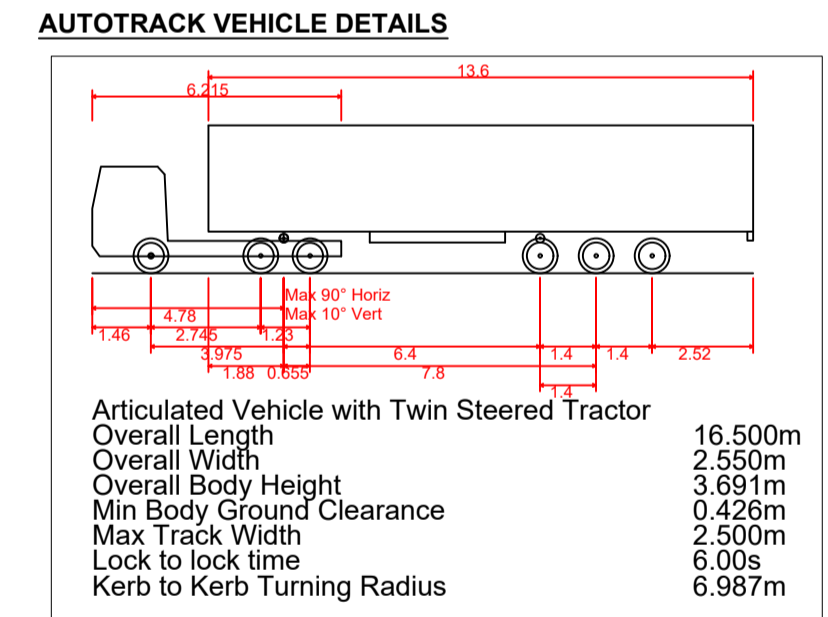 AUTOTRACK VEHICLE DETAILS
13.6
6.215
Max 90° Horiz
4.78 Max 10° Vert
1.46 2.745 1.23
3.975 6.4 1.4 1.4 2.52
1.88 0.655 7.8
1.4
Articulated Vehicle with Twin Steered Tractor
Overall Length 16.500m
Overall Width 2.550m
Overall Body Height 3.691m
Min Body Ground Clearance 0.426m
Max Track Width 2.500m
Lock to lock time 6.00s
Kerb to Kerb Turning Radius 6.987m